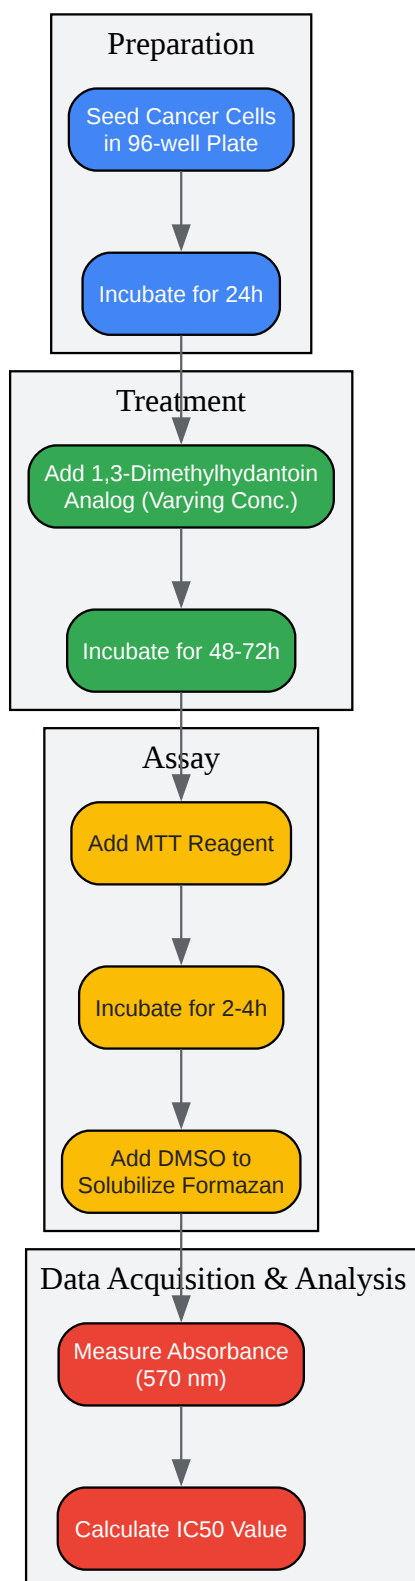 Preparation
Seed Cancer Cells
in 96-well Plate
Incubate for 24h
Treatment
Add 1,3-Dimethylhydantoin
Analog (Varying Conc.)
Incubate for 48-72h
Assay
Add MTT Reagent
Incubate for 2-4h
Add DMSO to
Solubilize Formazan
Data Acquisition & Analysis
Measure Absorbance
(570 nm)
Calculate IC50 Value